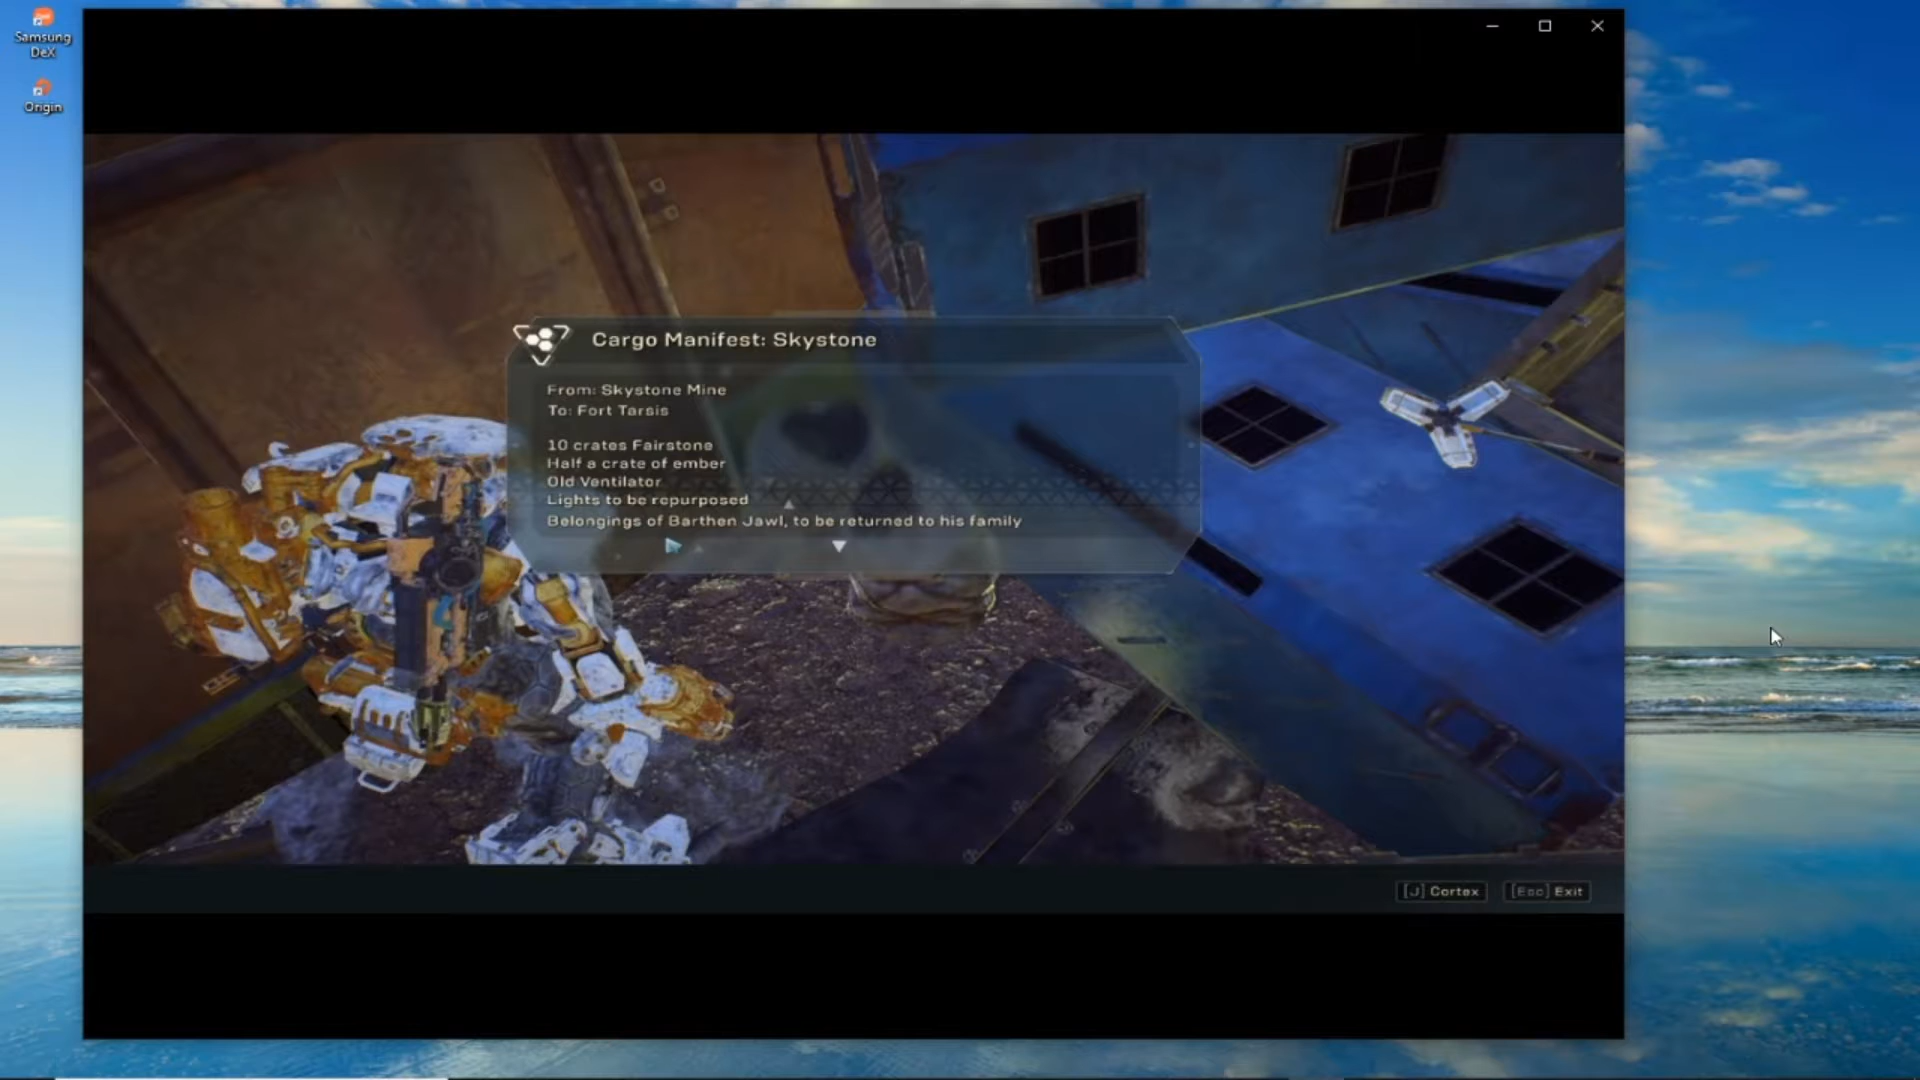 Samsung
DeX
Origin
Cargo Manifest: Skystone
From: Skystone Mine
To: Fort Tarsis
10 crates Fairstone
Half a crate of ember
Old Ventilator
Lights to be repurposed
Belongings of Barthen Jawl, to be returned to his family
[J] Cortex
[Esc] Exit